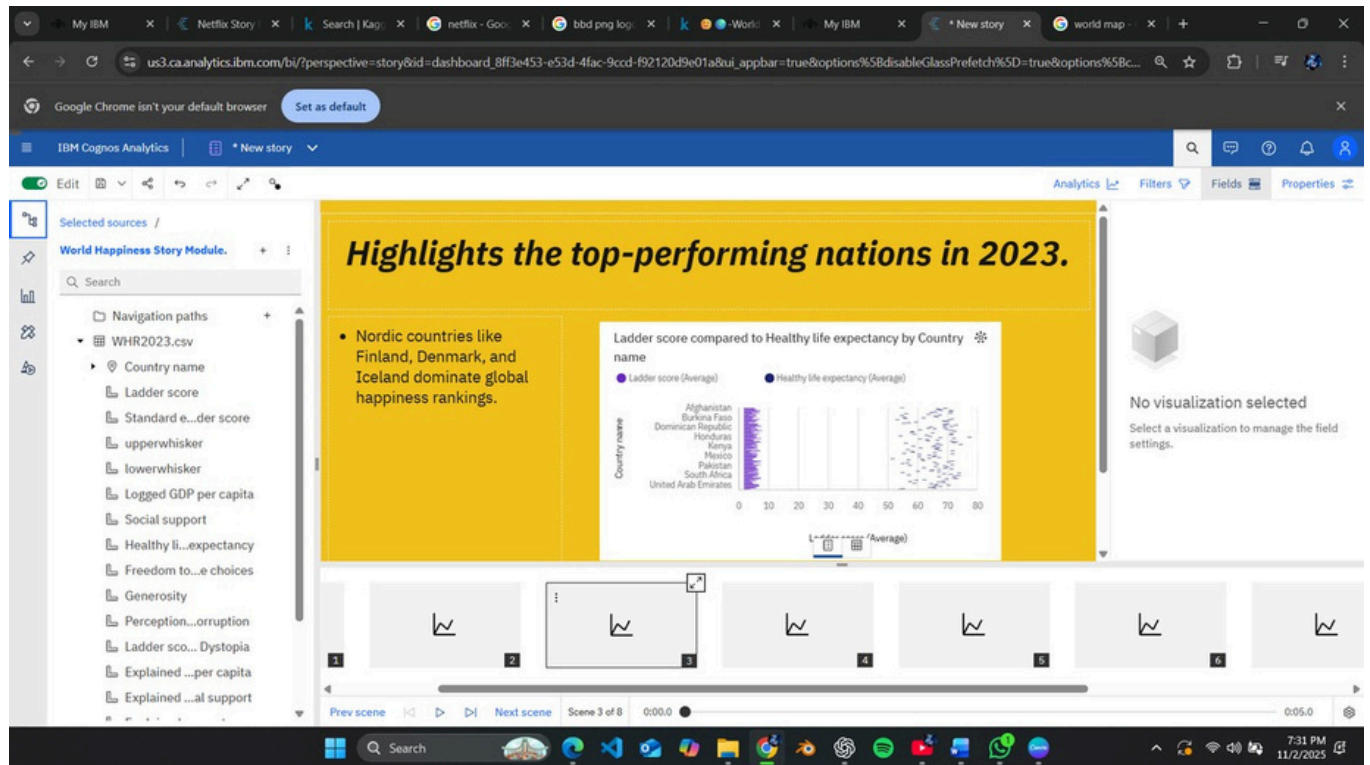 My IBM
Netflix Story
Search | Kagg
netflix - Goo
bbd png logo
-World
My IBM
* New story
world map -
us3.ca.analytics.ibm.com/bi/?perspective=story&id=dashboard_8ff3e453-e53d-4fac-9ccd-f92120d9e01a&ui_appbar=true&options%5BdisableGlassPrefetch%5D=true&options%5Bc...
Google Chrome isn't your default browser
Set as default
IBM Cognos Analytics
* New story
Edit
Analytics
Filters
Fields
Properties
Selected sources /
World Happiness Story Module.
Search
Navigation paths
WHR2023.csv
Country name
Ladder score
Standard e...der score
upperwhisker
lowerwhisker
Logged GDP per capita
Social support
Healthy li...expectancy
Freedom to...e choices
Generosity
Perception...orruption
Ladder sco... Dystopia
Explained ...per capita
Explained ...al support
Highlights the top-performing nations in 2023.
• Nordic countries like
Finland, Denmark, and
Iceland dominate global
happiness rankings.
Ladder score compared to Healthy life expectancy by Country
name
Ladder score (Average)
Healthy life expectancy (Average)
Country name
Afghanistan
Burkina Faso
Dominican Republic
Honduras
Kenya
Mexico
Pakistan
South Africa
United Arab Emirates
0 10 20 30 40 50 60 70 80
(Average)
No visualization selected
Select a visualization to manage the field
settings.
1
2
3
4
5
6
Prev scene
Next scene
Scene 3 of 8
0:00.0
0:05.0
Search
7:31 PM
11/2/2025